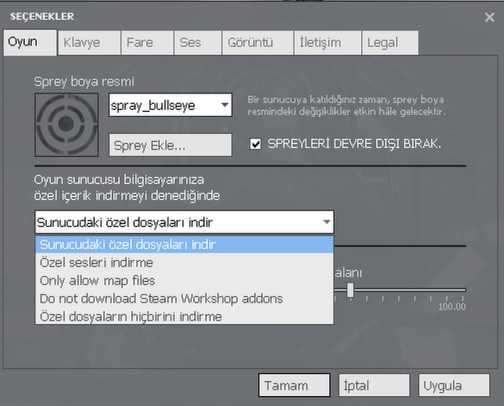 SEÇENEKLER
Oyun
Klavye
Fare
Ses
Görüntü
İletişim
Legal
Sprey boya resmi
spray_bullseye
Bir sunucuya katıldığınız zaman, sprey boya
resmindeki değişiklikler etkin hâle gelecektir.
Sprey Ekle...
SPREYLERİ DEVRE DIŞI BIRAK.
Oyun sunucusu bilgisayarınıza
özel içerik indirmeyi denediğinde
Sunucudaki özel dosyaları indir
Sunucudaki özel dosyaları indir
Özel sesleri indirme
Only allow map files
Do not download Steam Workshop addons
Özel dosyaların hiçbirini indirme
alanı
100.00
Tamam
İptal
Uygula